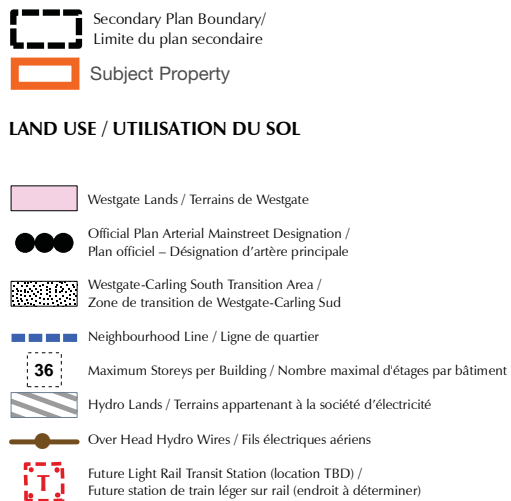 Secondary Plan Boundary/
Limite du plan secondaire
Subject Property
LAND USE / UTILISATION DU SOL
Westgate Lands / Terrains de Westgate
Official Plan Arterial Mainstreet Designation /
Plan officiel – Désignation d'artère principale
Westgate-Carling South Transition Area /
Zone de transition de Westgate-Carling Sud
Neighbourhood Line / Ligne de quartier
36 Maximum Storeys per Building / Nombre maximal d'étages par bâtiment
Hydro Lands / Terrains appartenant à la société d'électricité
Over Head Hydro Wires / Fils électriques aériens
T
Future Light Rail Transit Station (location TBD) /
Future station de train léger sur rail (endroit à déterminer)